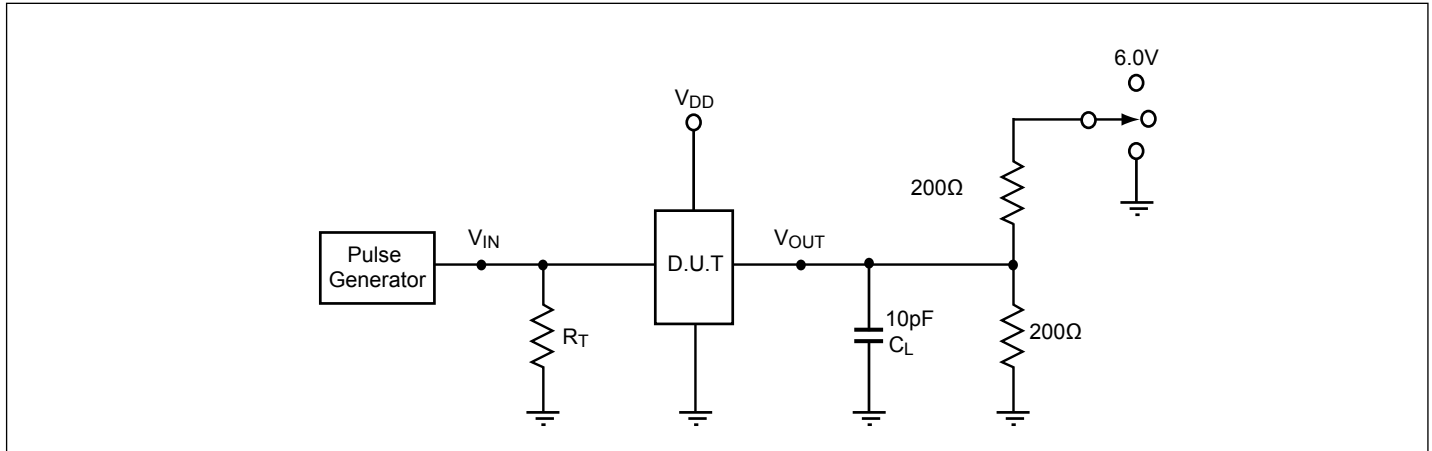 6.0V
VDD
200Ω
VIN
VOUT
Pulse
Generator
D.U.T
RT
10pF
CL
200Ω